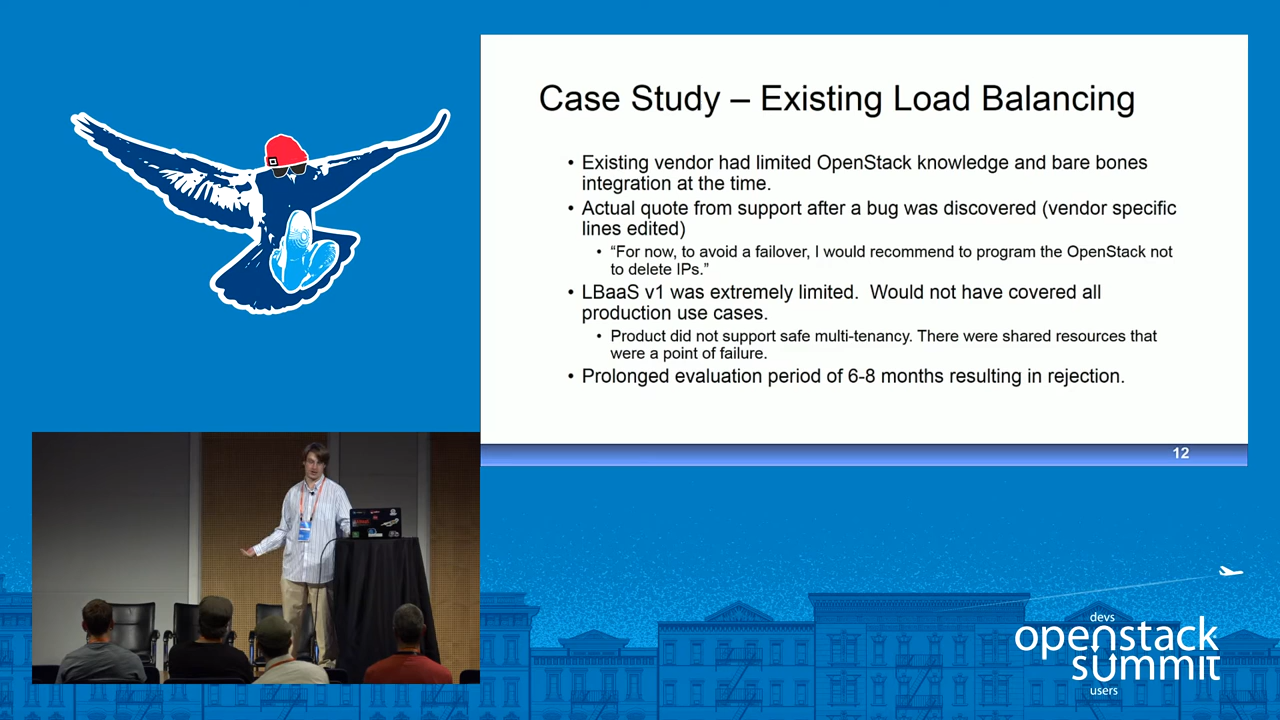 Case Study – Existing Load Balancing
• Existing vendor had limited OpenStack knowledge and bare bones
integration at the time.
• Actual quote from support after a bug was discovered (vendor specific
lines edited)
• “For now, to avoid a failover, I would recommend to program the OpenStack not
to delete IPs.”
• LBaaS v1 was extremely limited.  Would not have covered all
production use cases.
• Product did not support safe multi-tenancy. There were shared resources that
were a point of failure.
• Prolonged evaluation period of 6-8 months resulting in rejection.
12
devs
openstack
summit
users